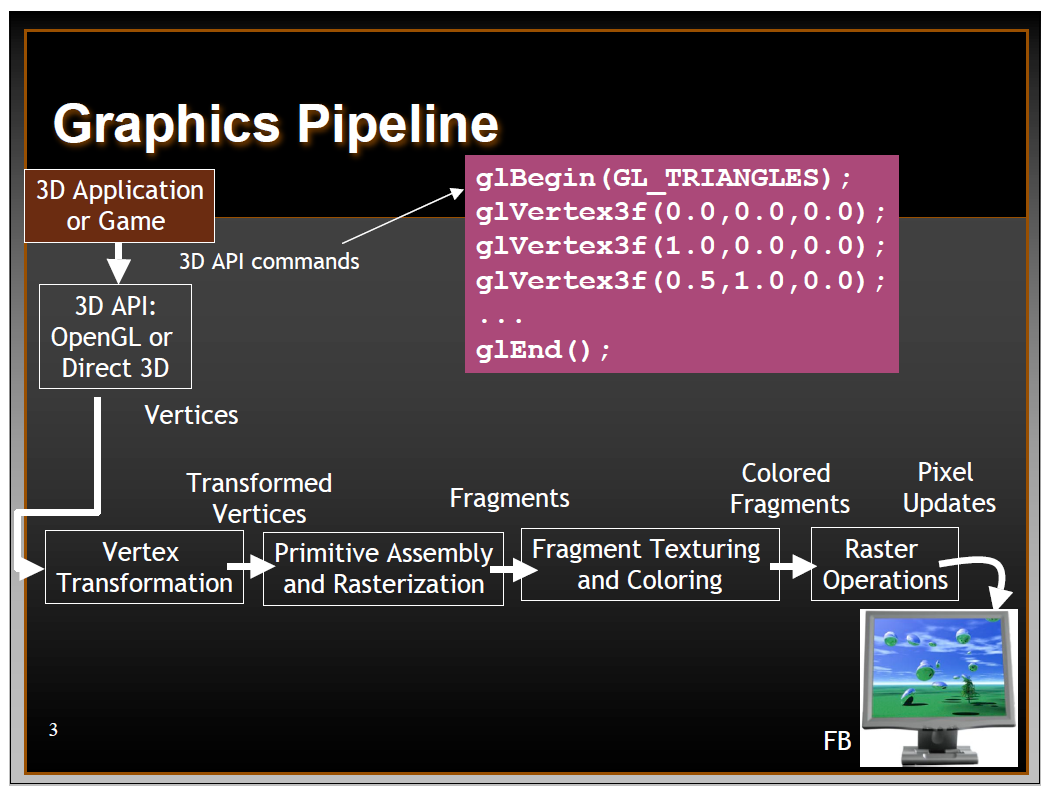 Graphics Pipeline
3D Application
or Game
glBegin(GL_TRIANGLES);
glVertex3f(0.0,0.0,0.0);
glVertex3f(1.0,0.0,0.0);
glVertex3f(0.5,1.0,0.0);
...
glEnd();
3D API commands
3D API:
OpenGL or
Direct 3D
Vertices
Transformed
Vertices
Fragments
Colored
Fragments
Pixel
Updates
Vertex
Transformation
Primitive Assembly
and Rasterization
Fragment Texturing
and Coloring
Raster
Operations
3
FB